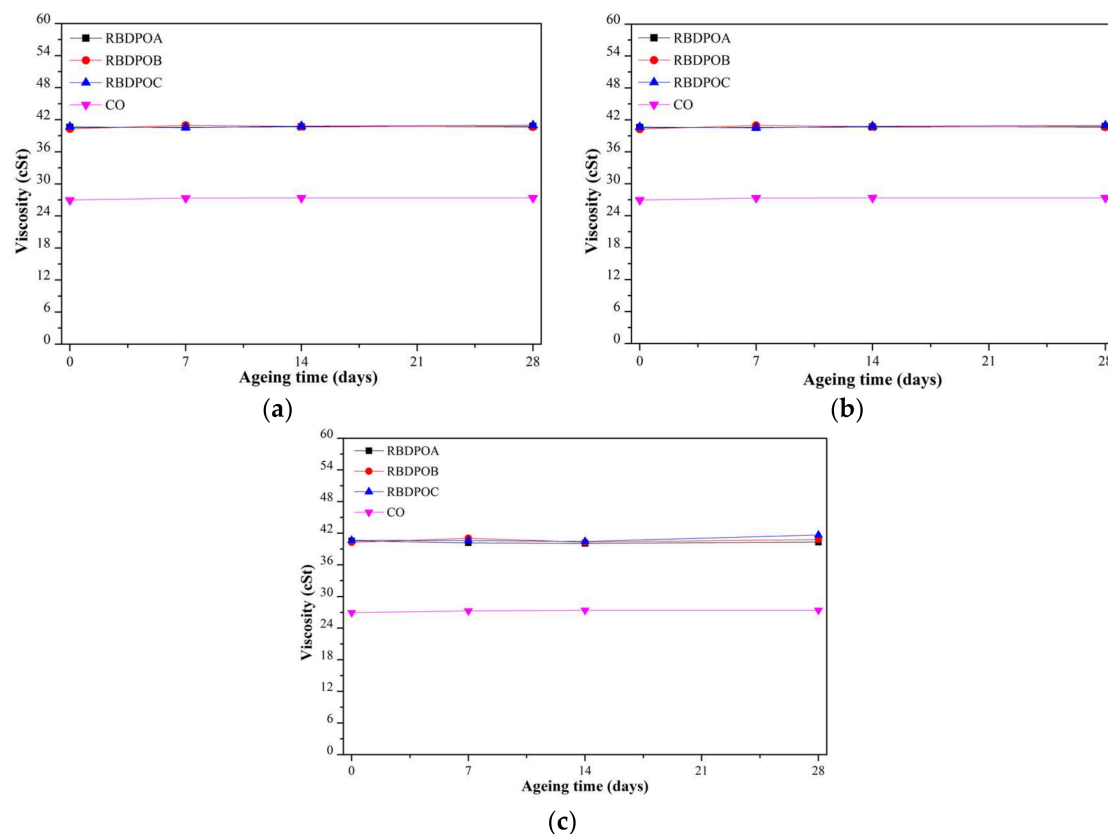 60
54
48
42
36
30
24
18
12
6
0
Viscosity (cSt)
RBDPOA
RBDPOB
RBDPOC
CO
0 7 14 21 28
Ageing time (days)
(a)
60
54
48
42
36
30
24
18
12
6
0
Viscosity (cSt)
RBDPOA
RBDPOB
RBDPOC
CO
0 7 14 21 28
Ageing time (days)
(b)
60
54
48
42
36
30
24
18
12
6
0
Viscosity (cSt)
RBDPOA
RBDPOB
RBDPOC
CO
0 7 14 21 28
Ageing time (days)
(c)